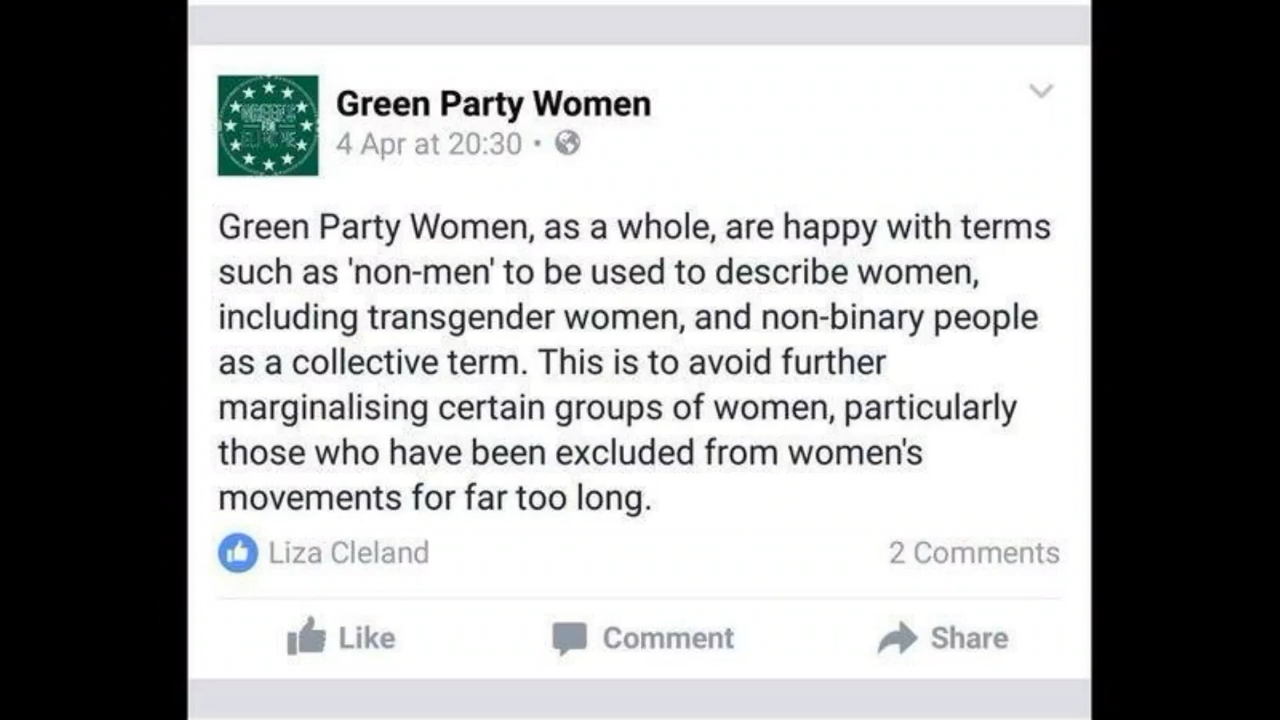 Green Party Women
4 Apr at 20:30 •
Green Party Women, as a whole, are happy with terms
such as 'non-men' to be used to describe women,
including transgender women, and non-binary people
as a collective term. This is to avoid further
marginalising certain groups of women, particularly
those who have been excluded from women's
movements for far too long.
Liza Cleland 2 Comments
Like Comment Share